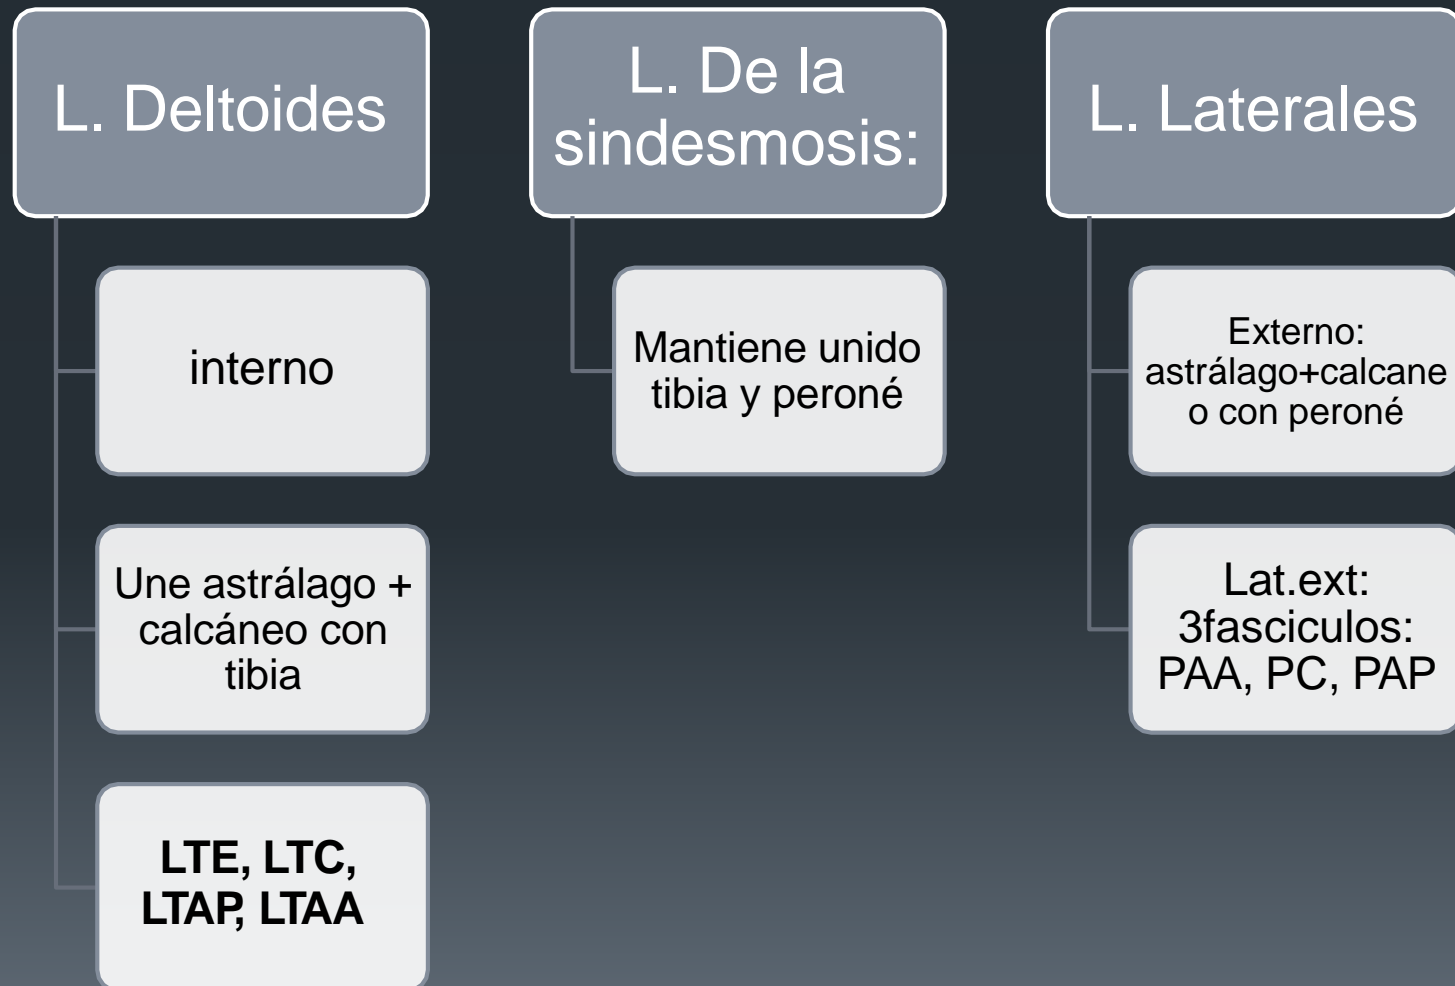 L. Deltoides
interno
Une astrálago +
calcáneo con
tibia
LTE, LTC,
LTAP, LTAA
L. De la
sindesmosis:
Mantiene unido
tibia y peroné
L. Laterales
Externo:
astrálago+calcane
o con peroné
Lat.ext:
3fasciculos:
PAA, PC, PAP